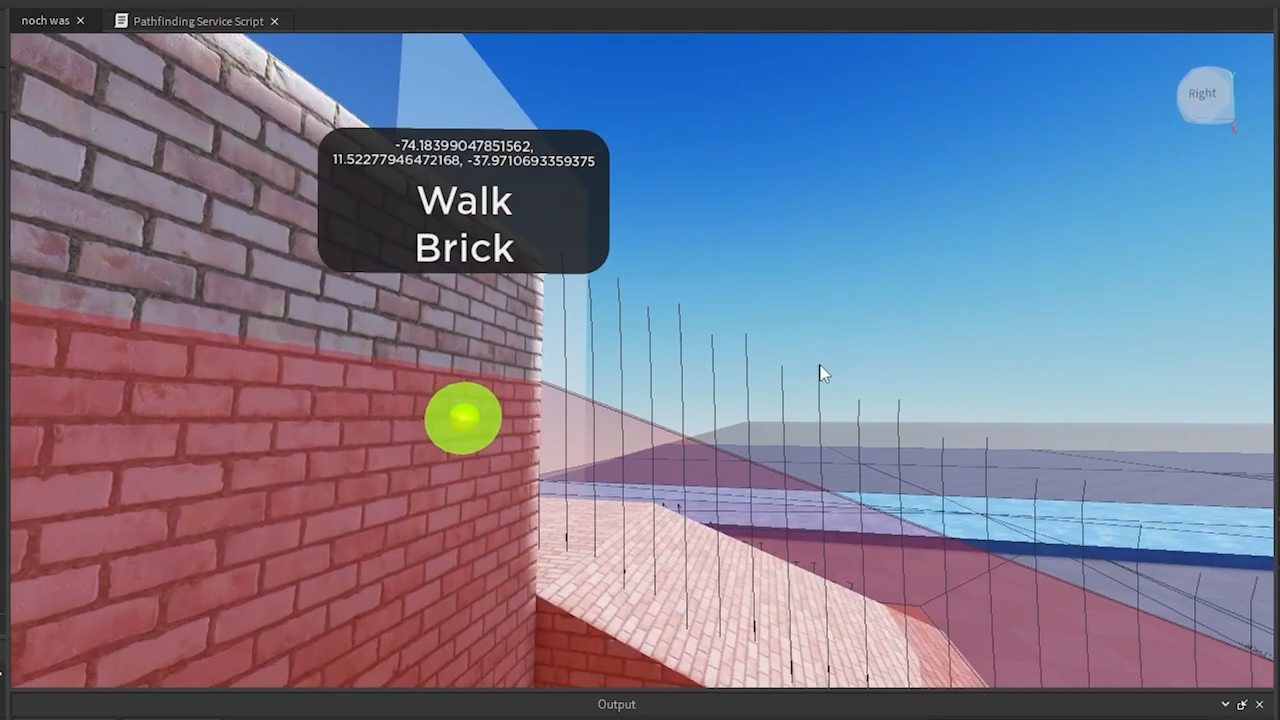 noch was
Pathfinding Service Script
Right
Y
X
-74.18399047851562,
11.52277946472168, -37.9710693359375
Walk
Brick
Output